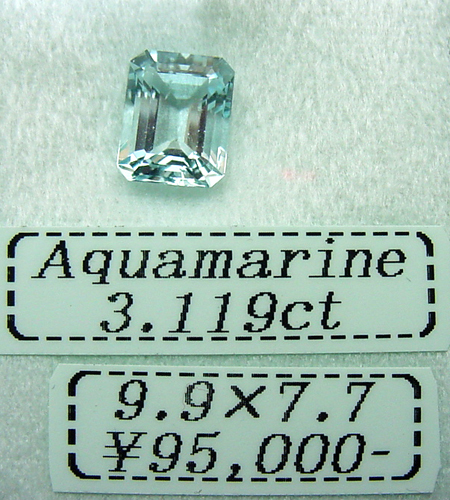 Aquamarine
3.119ct
9.9×7.7
¥95,000-